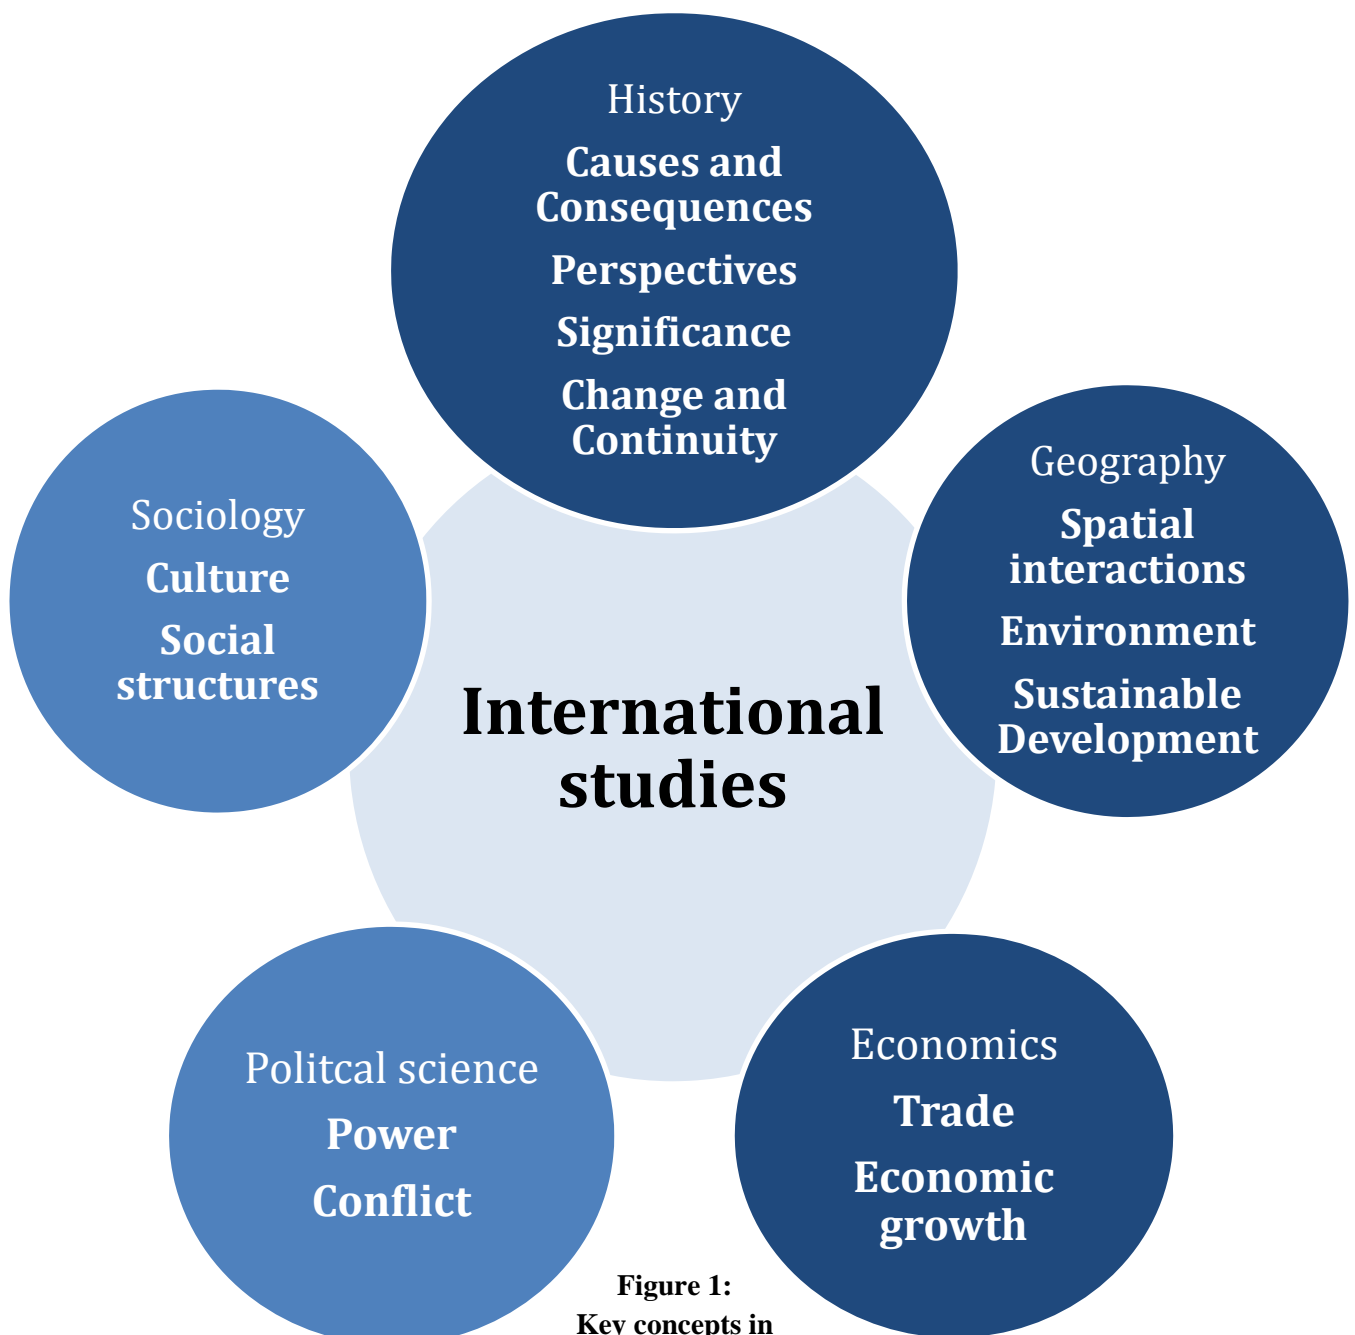 History
Causes and
Consequences
Perspectives
Significance
Change and
Continuity
Geography
Spatial
interactions
Environment
Sustainable
Development
Sociology
Culture
Social
structures
International
studies
Politcal science
Power
Conflict
Economics
Trade
Economic
growth
Figure 1:
Key concepts in